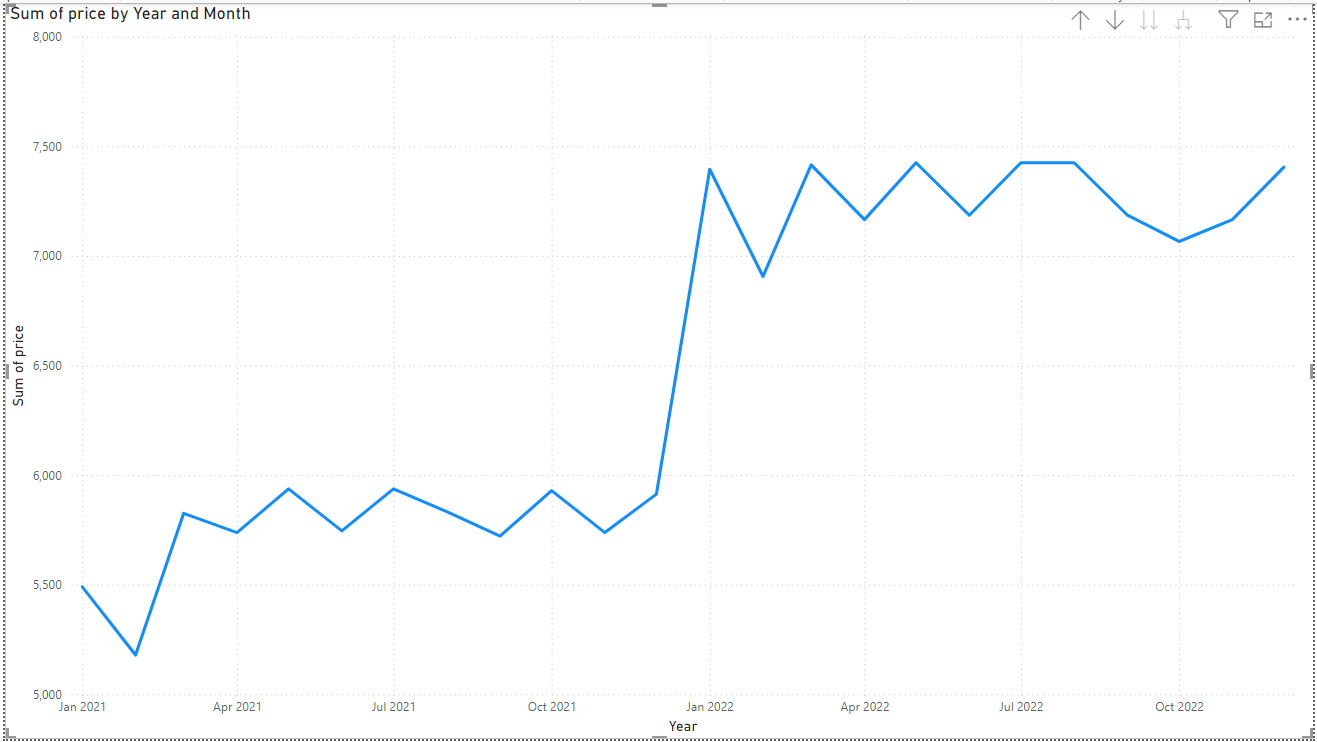 Sum of price by Year and Month
8,000
7,500
7,000
6,500
6,000
5,500
5,000
Sum of price
Jan 2021 Apr 2021 Jul 2021 Oct 2021 Jan 2022 Apr 2022 Jul 2022 Oct 2022
Year